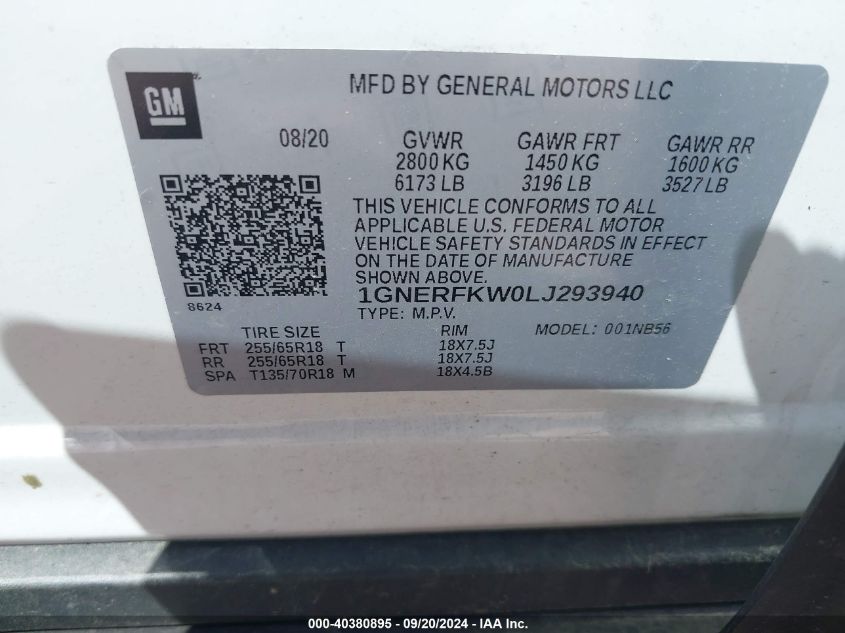 GM
MFD BY GENERAL MOTORS LLC
08/20
GVWR GAWR FRT GAWR RR
2800 KG 1450 KG 1600 KG
6173 LB 3196 LB 3527 LB
THIS VEHICLE CONFORMS TO ALL
APPLICABLE U.S. FEDERAL MOTOR
VEHICLE SAFETY STANDARDS IN EFFECT
ON THE DATE OF MANUFACTURE
SHOWN ABOVE.
8624
1GNERFKW0LJ293940
TYPE: M.P.V.
TIRE SIZE RIM MODEL: 001NB56
FRT 255/65R18 T 18X7.5J
RR 255/65R18 T 18X7.5J
SPA T135/70R18 M 18X4.5B
000-40380895 - 09/20/2024 - IAA Inc.